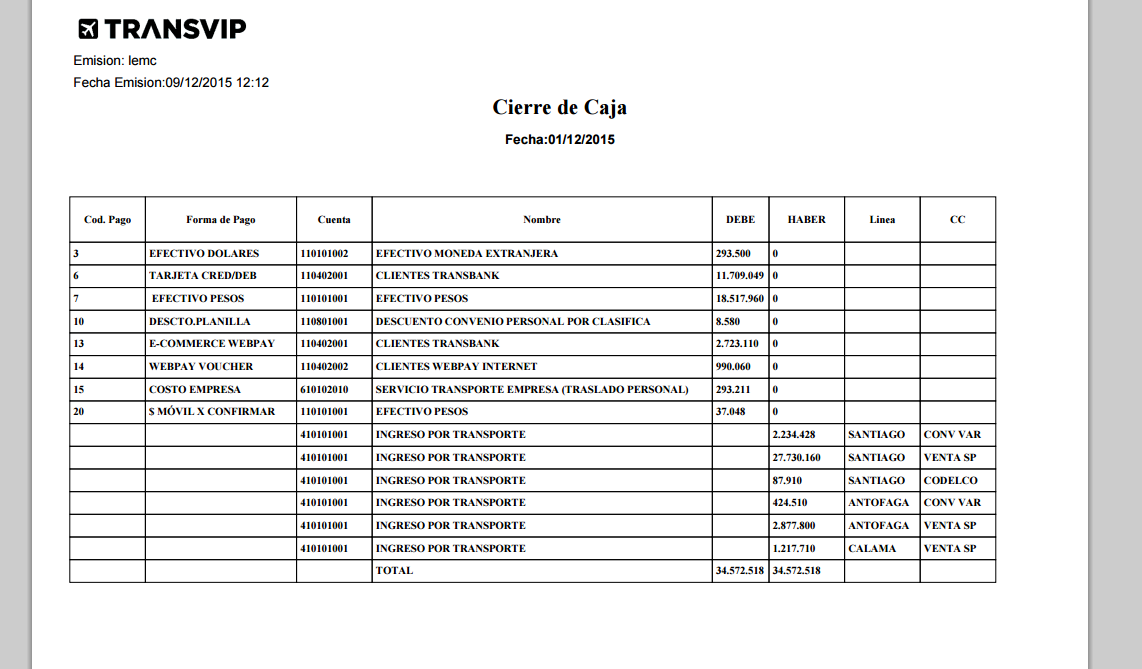 TRANSVIP
Emision: lemc
Fecha Emision:09/12/2015 12:12
Cierre de Caja
Fecha:01/12/2015
Cod. Pago Forma de Pago Cuenta Nombre DEBE HABER Linea CC
3 EFECTIVO DOLARES 110101002 EFECTIVO MONEDA EXTRANJERA 293.500 0
6 TARJETA CRED/DEB 110402001 CLIENTES TRANSBANK 11.709.049 0
7 EFECTIVO PESOS 110101001 EFECTIVO PESOS 18.517.960 0
10 DESCTO.PLANILLA 110801001 DESCUENTO CONVENIO PERSONAL POR CLASIFICA 8.580 0
13 E-COMMERCE WEBPAY 110402001 CLIENTES TRANSBANK 2.723.110 0
14 WEBPAY VOUCHER 110402002 CLIENTES WEBPAY INTERNET 990.060 0
15 COSTO EMPRESA 610102010 SERVICIO TRANSPORTE EMPRESA (TRASLADO PERSONAL) 293.211 0
20 $ MÓVIL X CONFIRMAR 110101001 EFECTIVO PESOS 37.048 0
410101001 INGRESO POR TRANSPORTE 2.234.428 SANTIAGO CONV VAR
410101001 INGRESO POR TRANSPORTE 27.730.160 SANTIAGO VENTA SP
410101001 INGRESO POR TRANSPORTE 87.910 SANTIAGO CODELCO
410101001 INGRESO POR TRANSPORTE 424.510 ANTOFAGA CONV VAR
410101001 INGRESO POR TRANSPORTE 2.877.800 ANTOFAGA VENTA SP
410101001 INGRESO POR TRANSPORTE 1.217.710 CALAMA VENTA SP
TOTAL 34.572.518 34.572.518